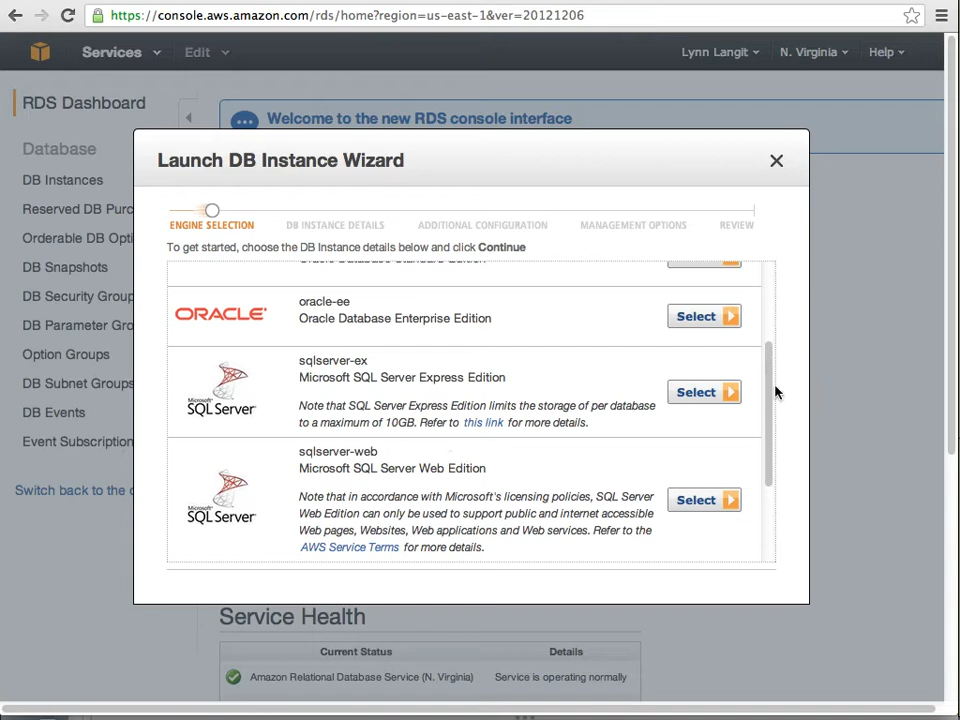 https://console.aws.amazon.com/rds/home?region=us-east-1&ver=20121206
Services Edit Lynn Langit N. Virginia Help
RDS Dashboard
Welcome to the new RDS console interface
Database
DB Instances
Reserved DB Purc
Orderable DB Opti
DB Snapshots
DB Security Group
DB Parameter Gro
Option Groups
DB Subnet Groups
DB Events
Event Subscription
Switch back to the
Launch DB Instance Wizard
ENGINE SELECTION DB INSTANCE DETAILS ADDITIONAL CONFIGURATION MANAGEMENT OPTIONS REVIEW
To get started, choose the DB Instance details below and click Continue
Oracle Database Standard Edition
ORACLE
oracle-ee
Oracle Database Enterprise Edition
Select
Microsoft
SQL Server
sqlserver-ex
Microsoft SQL Server Express Edition
Note that SQL Server Express Edition limits the storage of per database
to a maximum of 10GB. Refer to this link for more details.
Select
Microsoft
SQL Server
sqlserver-web
Microsoft SQL Server Web Edition
Note that in accordance with Microsoft's licensing policies, SQL Server
Web Edition can only be used to support public and internet accessible
Web pages, Websites, Web applications and Web services. Refer to the
AWS Service Terms for more details.
Select
Service Health
Current Status Details
Amazon Relational Database Service (N. Virginia) Service is operating normally